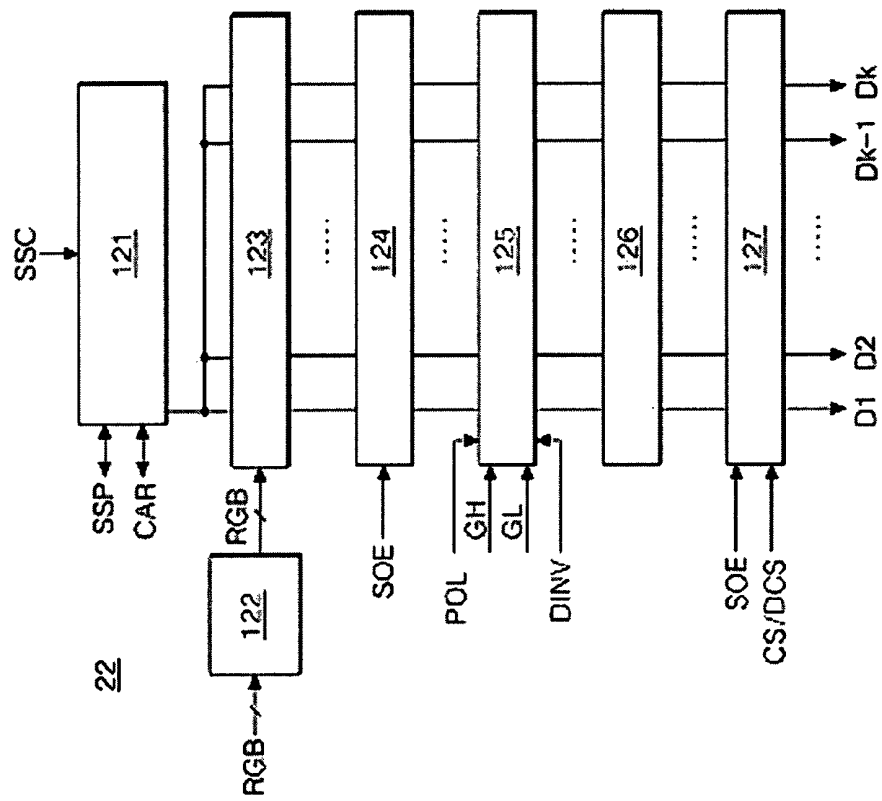 22
SSC
121
SSP
CAR
RGB
122
RGB
123
SOE
124
POL
GH
GL
DINV
125
126
SOE
CS/DCS
127
D1
D2
Dk-1
Dk